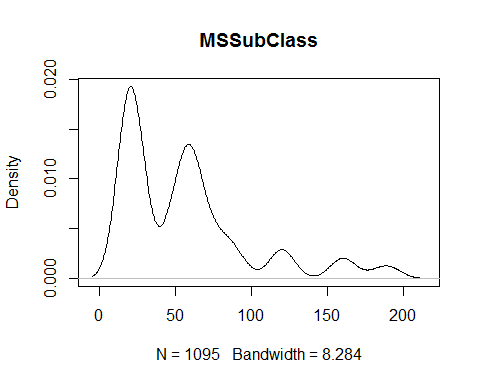 MSSubClass
Density
0.020
0.010
0.000
0 50 100 150 200
N = 1095 Bandwidth = 8.284